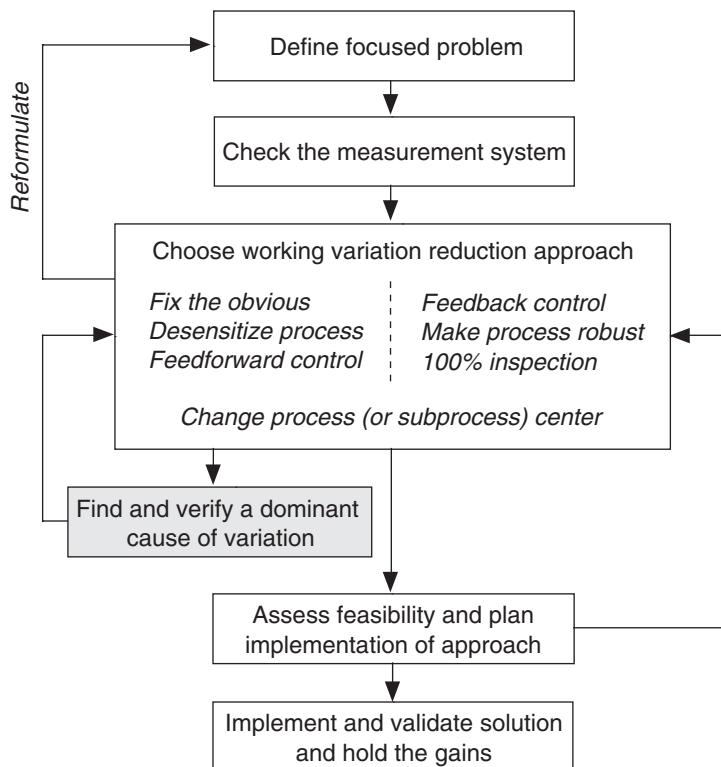 Define focused problem
Reformulate
Check the measurement system
Choose working variation reduction approach
Fix the obvious
Desensitize process
Feedforward control
Feedback control
Make process robust
100% inspection
Change process (or subprocess) center
Find and verify a dominant
cause of variation
Assess feasibility and plan
implementation of approach
Implement and validate solution
and hold the gains